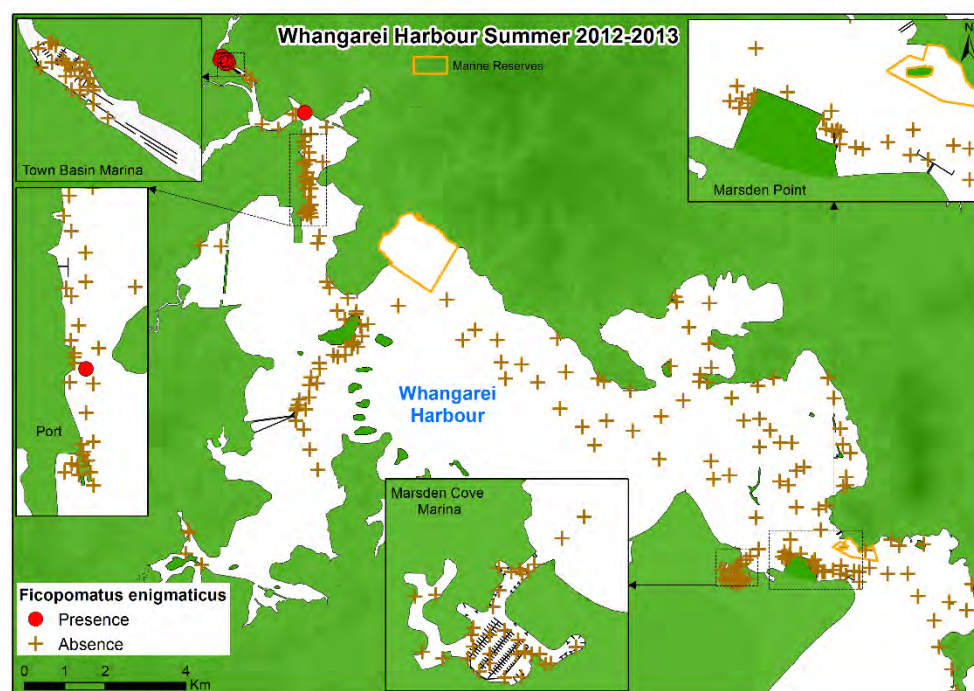 Whangarei Harbour Summer 2012-2013
Marine Reserves
N
Town Basin Marina
Marsden Point
Port
Whangarei
Harbour
Marsden Cove
Marina
Ficopomatus enigmaticus
Presence
Absence
0 1 2 4
Km